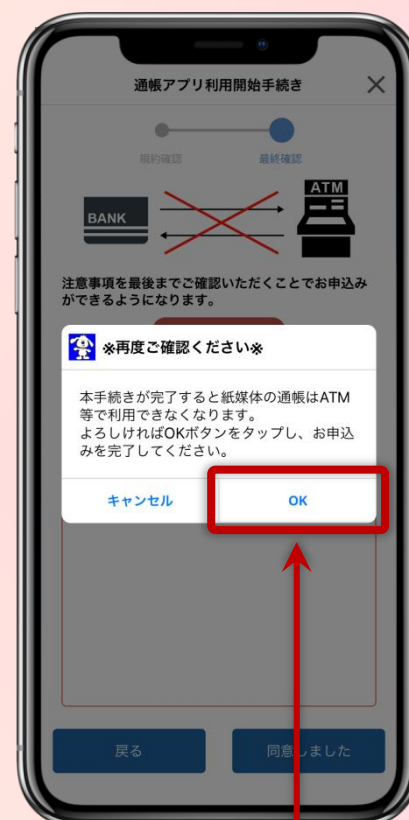 通帳アプリ利用開始手続き
規約確認
最終確認
BANK
ATM
注意事項を最後までご確認いただくことでお申込み
ができるようになります。
※再度ご確認ください※
本手続きが完了すると紙媒体の通帳はATM
等で利用できなくなります。
よろしければOKボタンをタップし、お申込
みを完了してください。
キャンセル
OK
戻る
同意しました